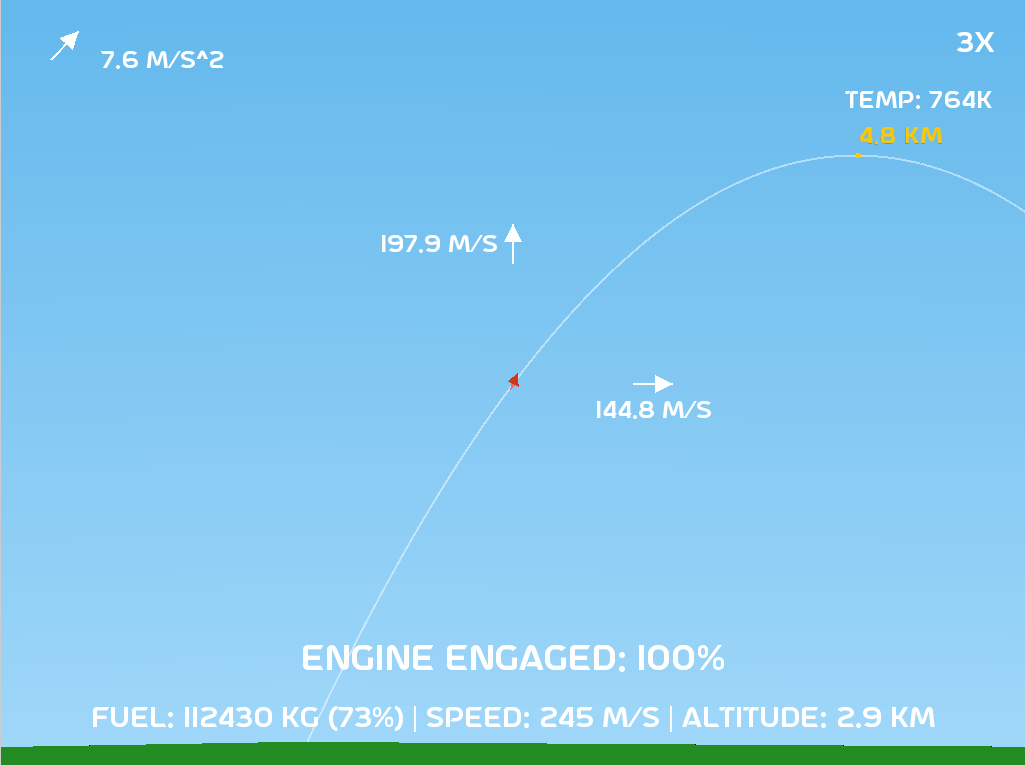 7.6 M/S^2
3X
TEMP: 764K
4.8 KM
197.9 M/S
144.8 M/S
ENGINE ENGAGED: 100%
FUEL: 112430 KG (73%) | SPEED: 245 M/S | ALTITUDE: 2.9 KM